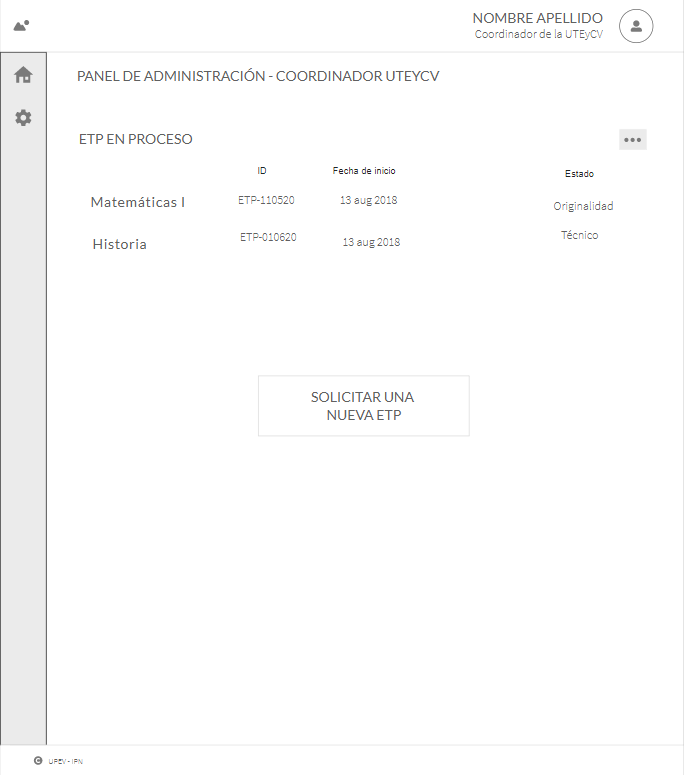 NOMBRE APELLIDO
Coordinador de la UTEyCV
PANEL DE ADMINISTRACIÓN - COORDINADOR UTEYCV
ETP EN PROCESO
ID Fecha de inicio Estado
Matemáticas I ETP-110520 13 aug 2018 Originalidad
Historia ETP-010620 13 aug 2018 Técnico
SOLICITAR UNA
NUEVA ETP
UPEV - IPN